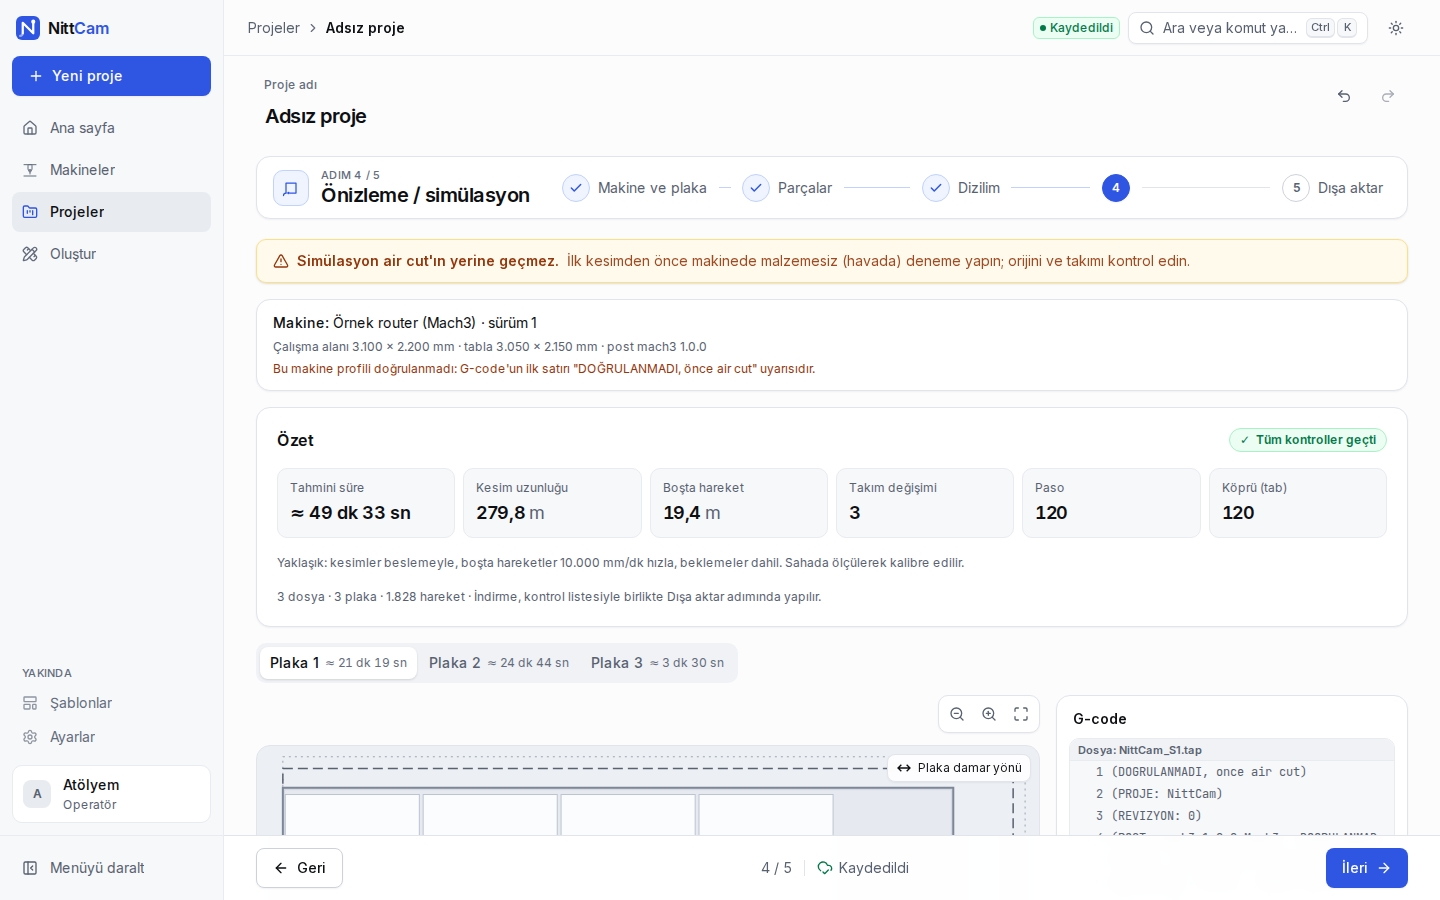 NittCam
Yeni proje
Ana sayfa
Makineler
Projeler
Oluştur
YAKINDA
Şablonlar
Ayarlar
A
Atölyem
Operatör
Menüyü daralt
Projeler > Adsız proje
Kaydedildi
Ara veya komut ya... Ctrl K
Proje adı
Adsız proje
ADIM 4 / 5
Önizleme / simülasyon
Makine ve plaka
Parçalar
Dizilim
4
5 Dışa aktar
Simülasyon air cut'ın yerine geçmez. İlk kesimden önce makinede malzemesiz (havada) deneme yapın; orijini ve takımı kontrol edin.
Makine: Örnek router (Mach3) · sürüm 1
Çalışma alanı 3.100 × 2.200 mm · tabla 3.050 × 2.150 mm · post mach3 1.0.0
Bu makine profili doğrulanmadı: G-code'un ilk satırı "DOĞRULANMADI, önce air cut" uyarısıdır.
Özet
✓ Tüm kontroller geçti
Tahmini süre
≈ 49 dk 33 sn
Kesim uzunluğu
279,8 m
Boşta hareket
19,4 m
Takım değişimi
3
Paso
120
Köprü (tab)
120
Yaklaşık: kesimler beslemeyle, boşta hareketler 10.000 mm/dk hızla, beklemeler dahil. Sahada ölçülerek kalibre edilir.
3 dosya · 3 plaka · 1.828 hareket · İndirme, kontrol listesiyle birlikte Dışa aktar adımında yapılır.
Plaka 1 ≈ 21 dk 19 sn
Plaka 2 ≈ 24 dk 44 sn
Plaka 3 ≈ 3 dk 30 sn
Plaka damar yönü
G-code
Dosya: NittCam_S1.tap
1 (DOGRULANMADI, once air cut)
2 (PROJE: NittCam)
3 (REVIZYON: 0)
Geri
4 / 5
Kaydedildi
İleri